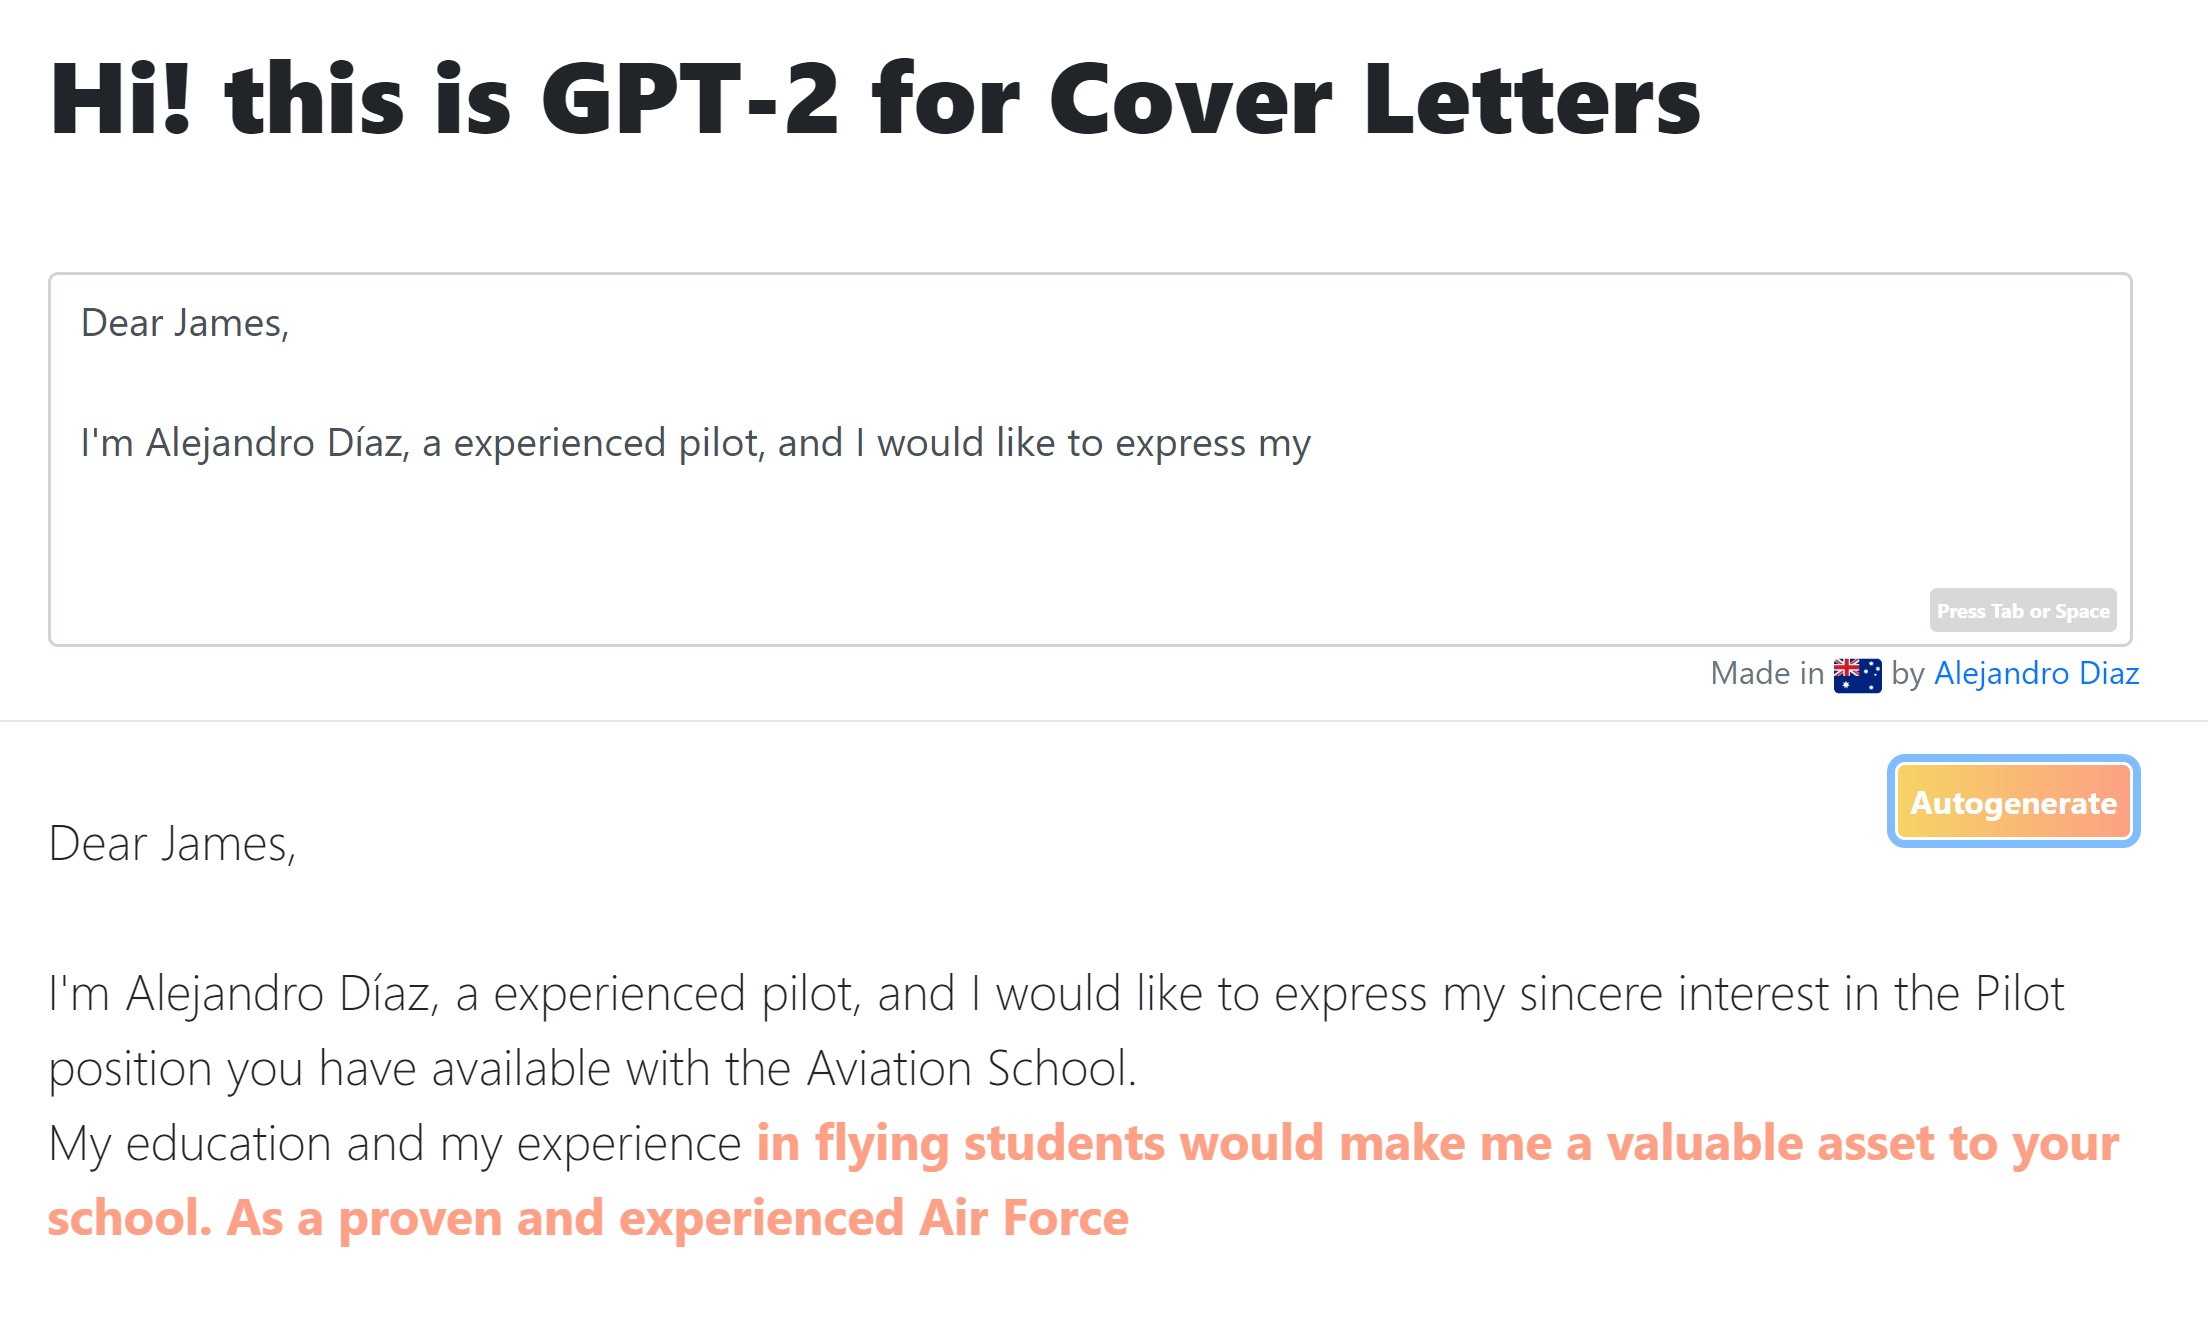 Hi! this is GPT-2 for Cover Letters
Dear James,
I'm Alejandro Díaz, a experienced pilot, and I would like to express my
Press Tab or Space
Made in by Alejandro Diaz
Autogenerate
Dear James,
I'm Alejandro Díaz, a experienced pilot, and I would like to express my sincere interest in the Pilot
position you have available with the Aviation School.
My education and my experience in flying students would make me a valuable asset to your
school. As a proven and experienced Air Force